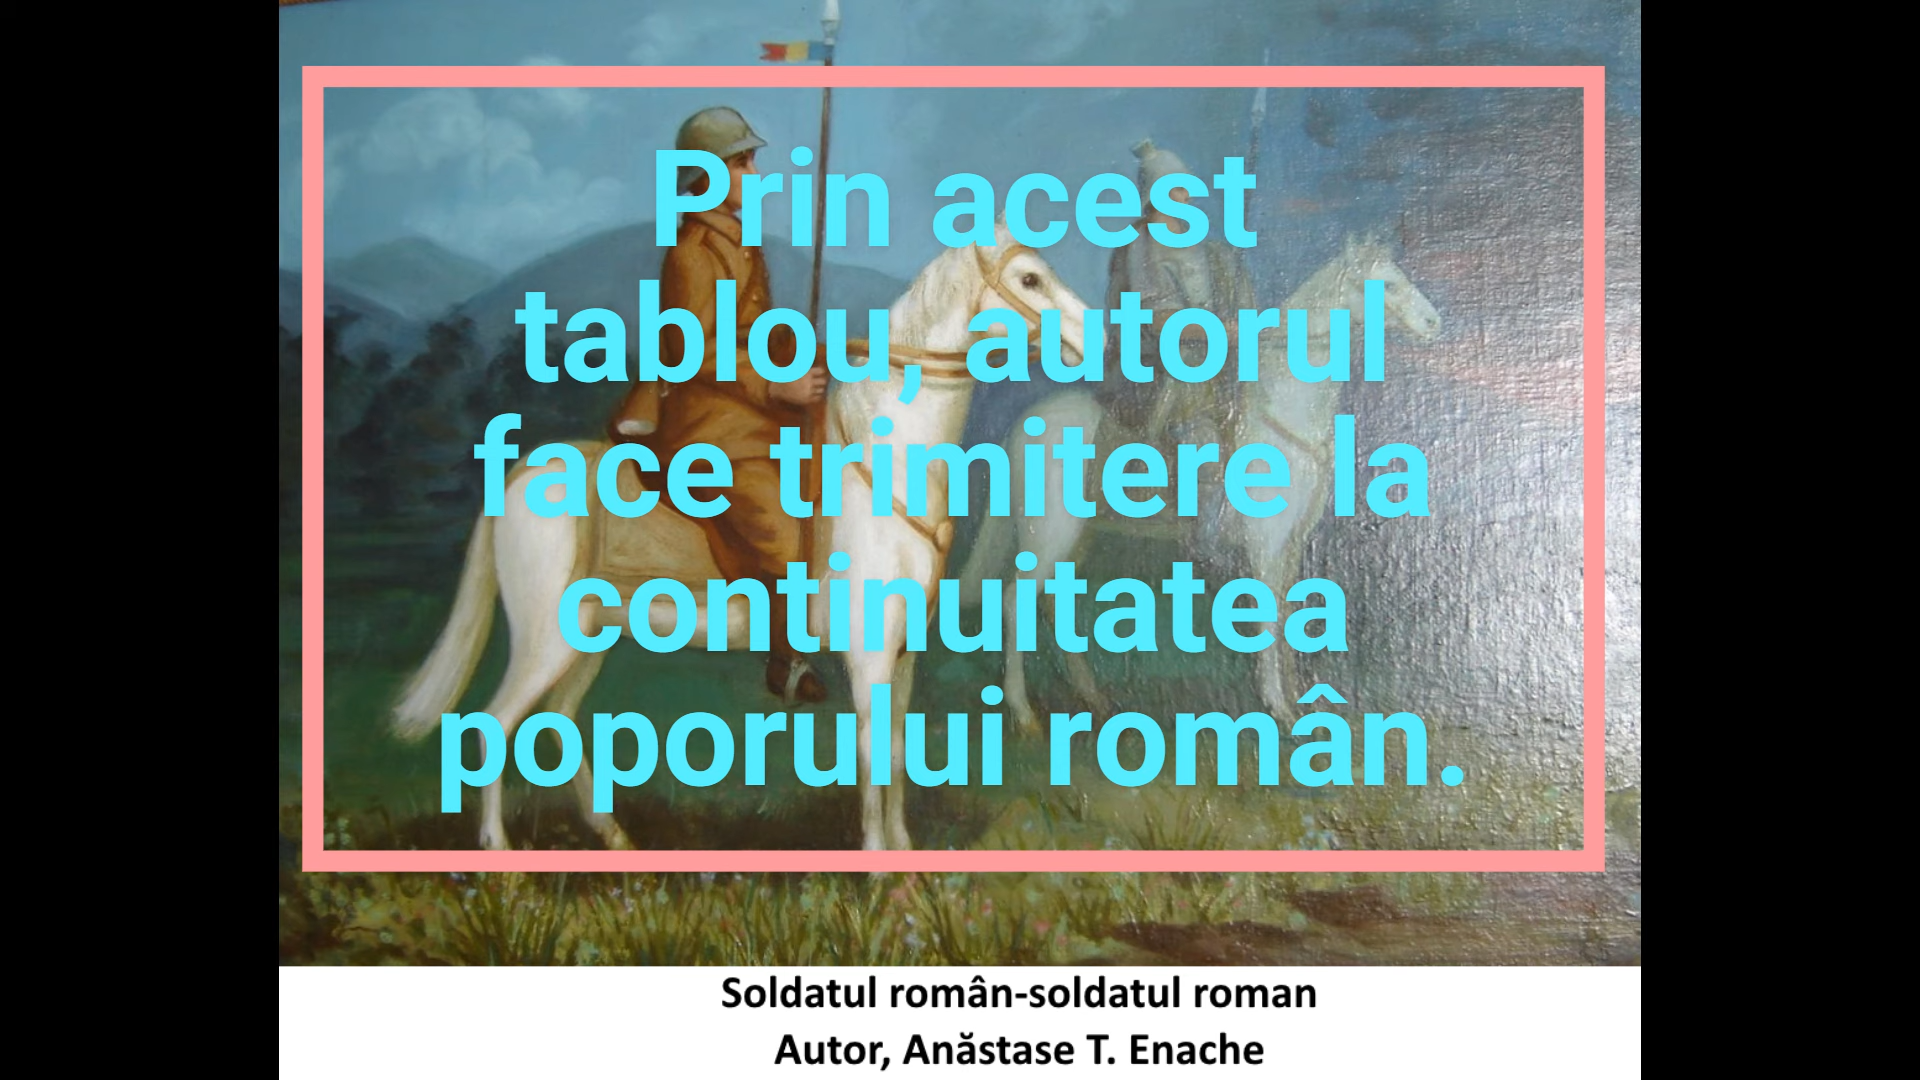 Prin acest
tablou, autorul
face trimitere la
continuitatea
poporului român.
Soldatul român-soldatul roman
Autor, Anăstase T. Enache